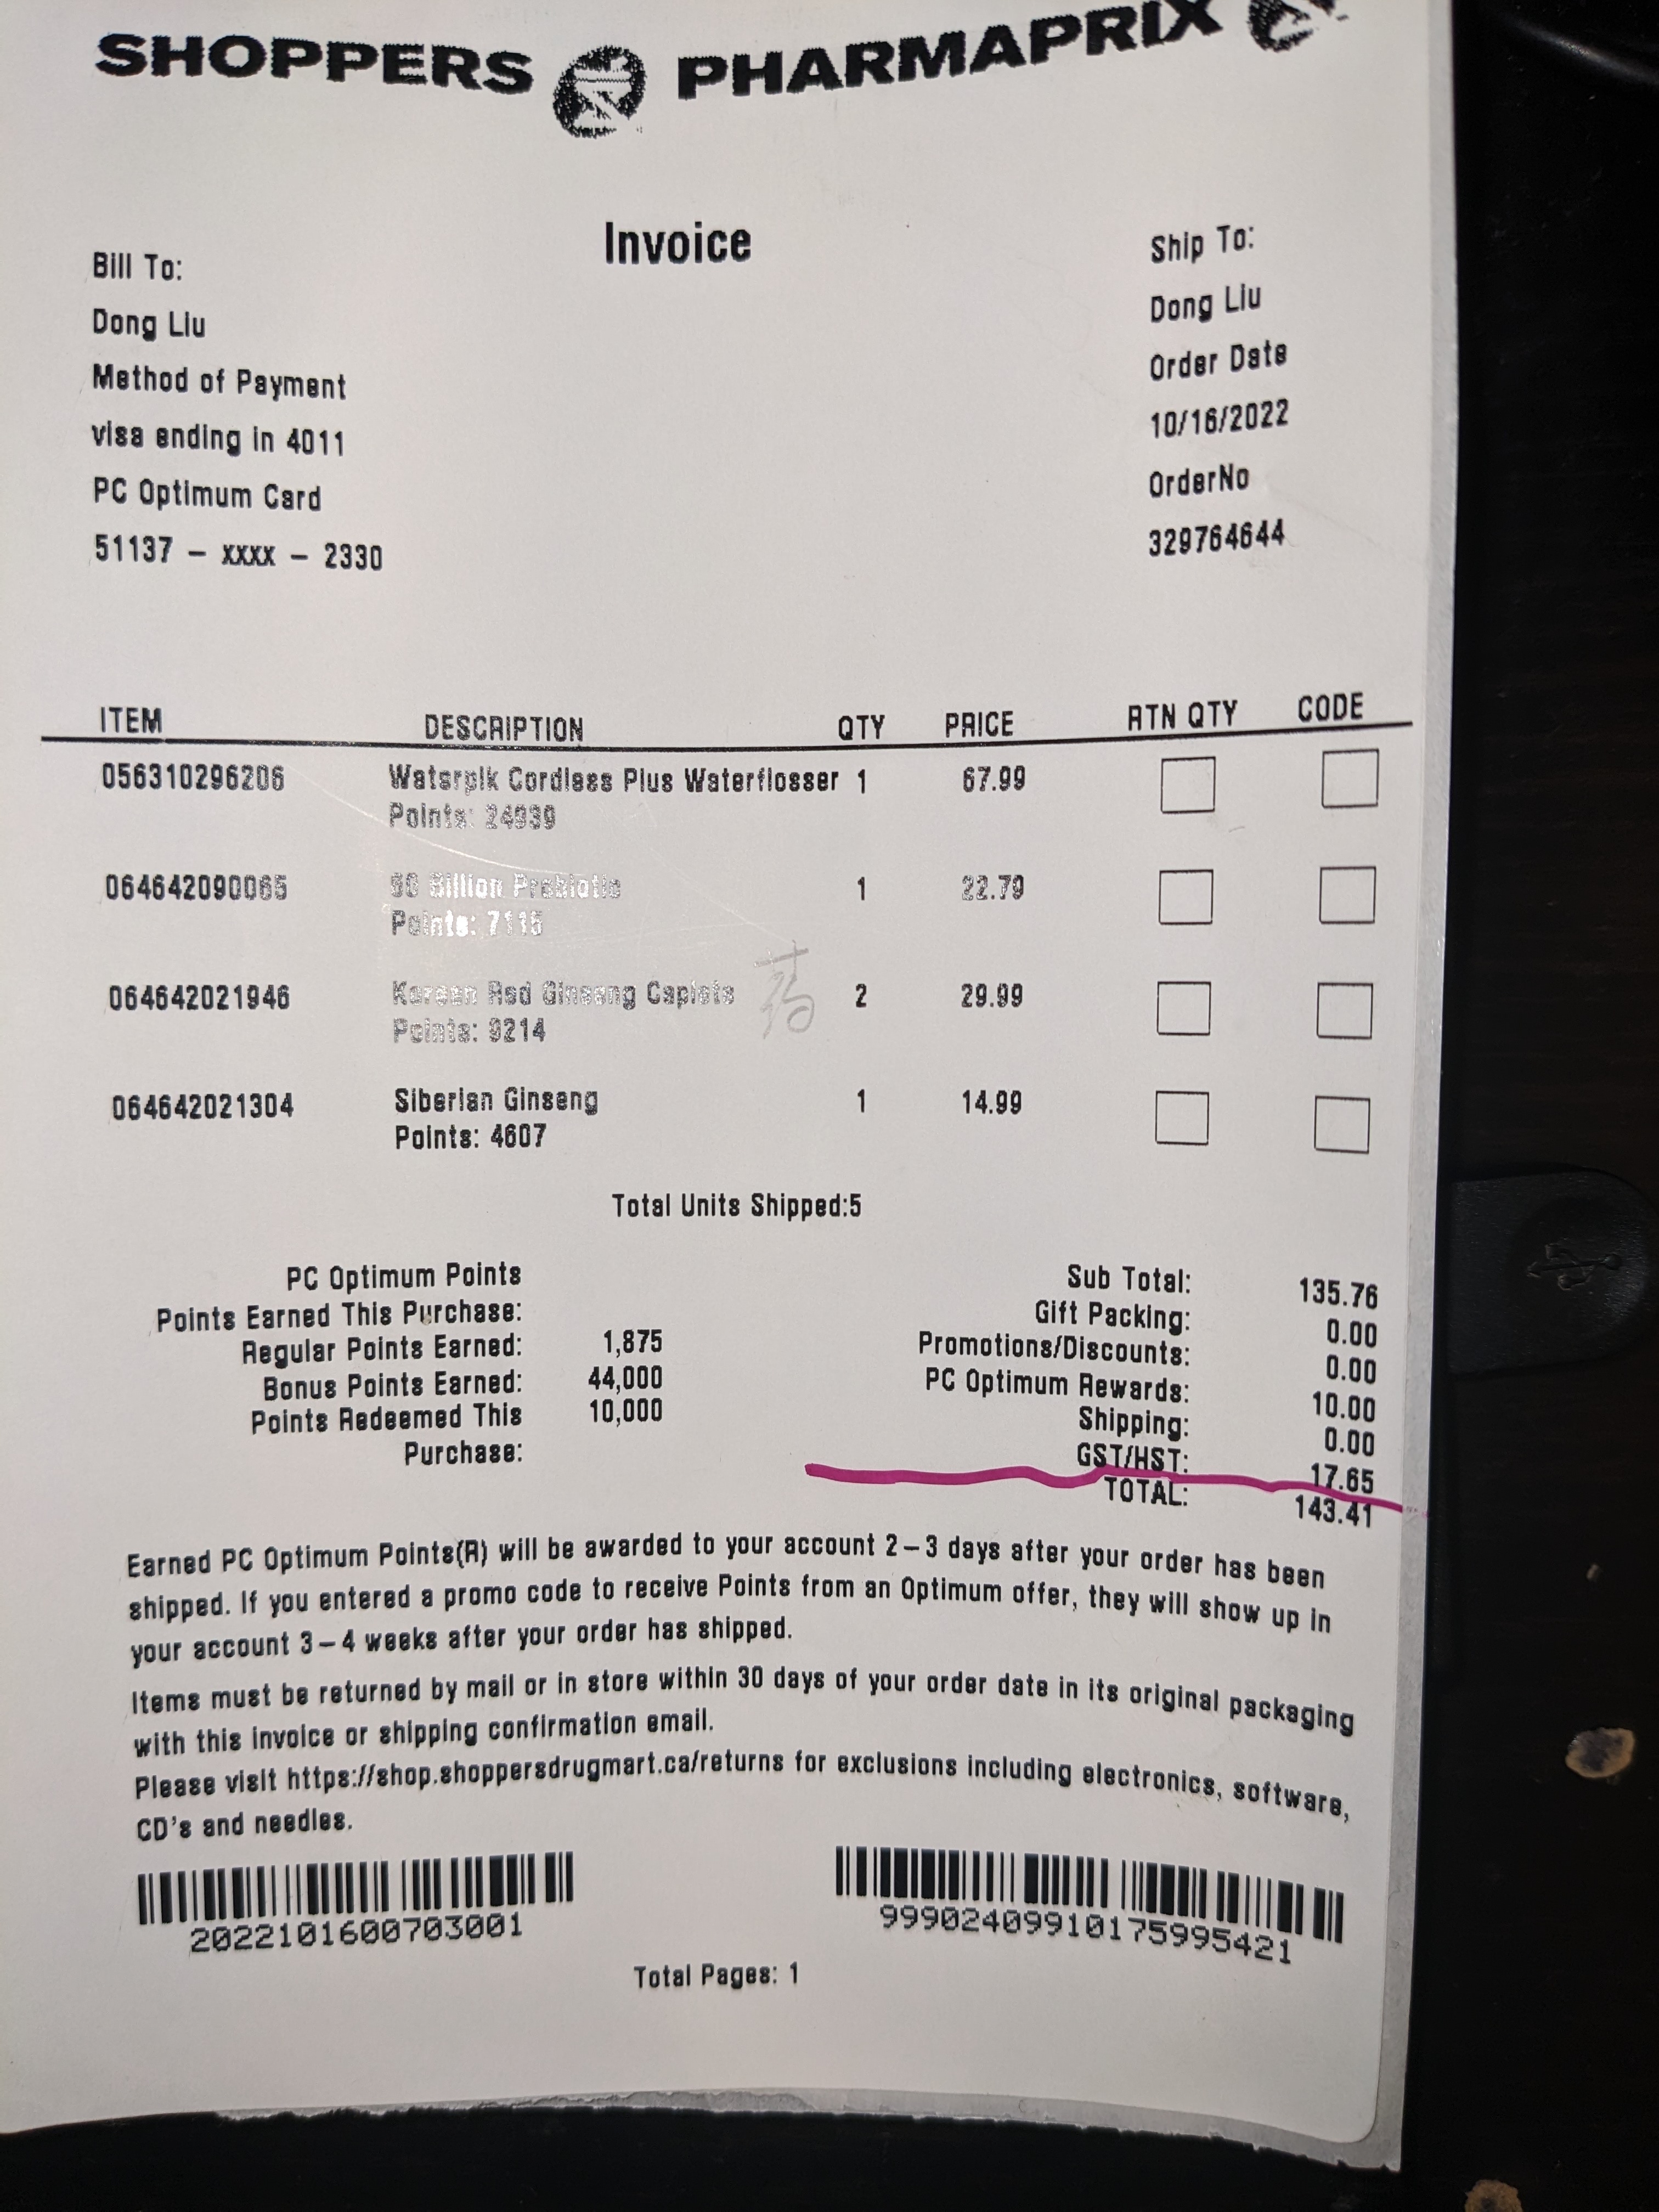 SHOPPERS PHARMAPRIX
Invoice
Bill To:
Dong Liu
Method of Payment
visa ending in 4011
PC Optimum Card
51137 – xxxx – 2330
Ship To:
Dong Liu
Order Date
10/16/2022
OrderNo
329764644
ITEM DESCRIPTION QTY PRICE RTN QTY CODE
056310296206 Waterpik Cordless Plus Waterflosser 1 67.99
Points: 24939
064642090065 Billion Probiotic 1 22.79
Points: 7115
064642021946 Korean Red Ginseng Caplets 2 29.99
Points: 9214
064642021304 Siberian Ginseng 1 14.99
Points: 4607
Total Units Shipped:5
PC Optimum Points
Points Earned This Purchase:
Regular Points Earned: 1,875
Bonus Points Earned: 44,000
Points Redeemed This 10,000
Purchase:
Sub Total: 135.76
Gift Packing: 0.00
Promotions/Discounts: 0.00
PC Optimum Rewards: 10.00
Shipping: 0.00
GST/HST: 17.65
TOTAL: 143.41
Earned PC Optimum Points(R) will be awarded to your account 2–3 days after your order has been
shipped. If you entered a promo code to receive Points from an Optimum offer, they will show up in
your account 3–4 weeks after your order has shipped.
Items must be returned by mail or in store within 30 days of your order date in its original packaging
with this invoice or shipping confirmation email.
Please visit https://shop.shoppersdrugmart.ca/returns for exclusions including electronics, software,
CD's and needles.
2022101600703001
99902409910175995421
Total Pages: 1